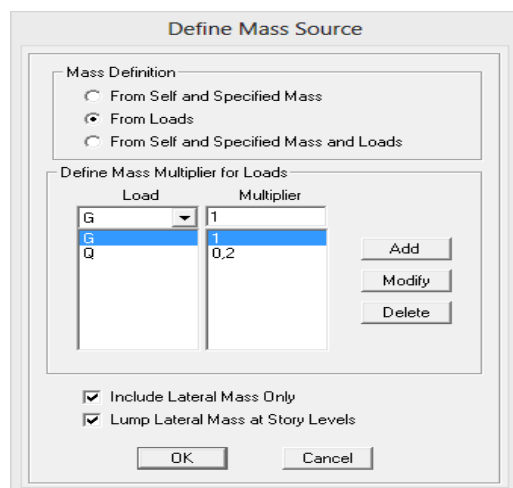 Define Mass Source
Mass Definition
From Self and Specified Mass
From Loads
From Self and Specified Mass and Loads
Define Mass Multiplier for Loads
Load Multiplier
G 1
G 1
Q 0,2
Add
Modify
Delete
Include Lateral Mass Only
Lump Lateral Mass at Story Levels
OK Cancel